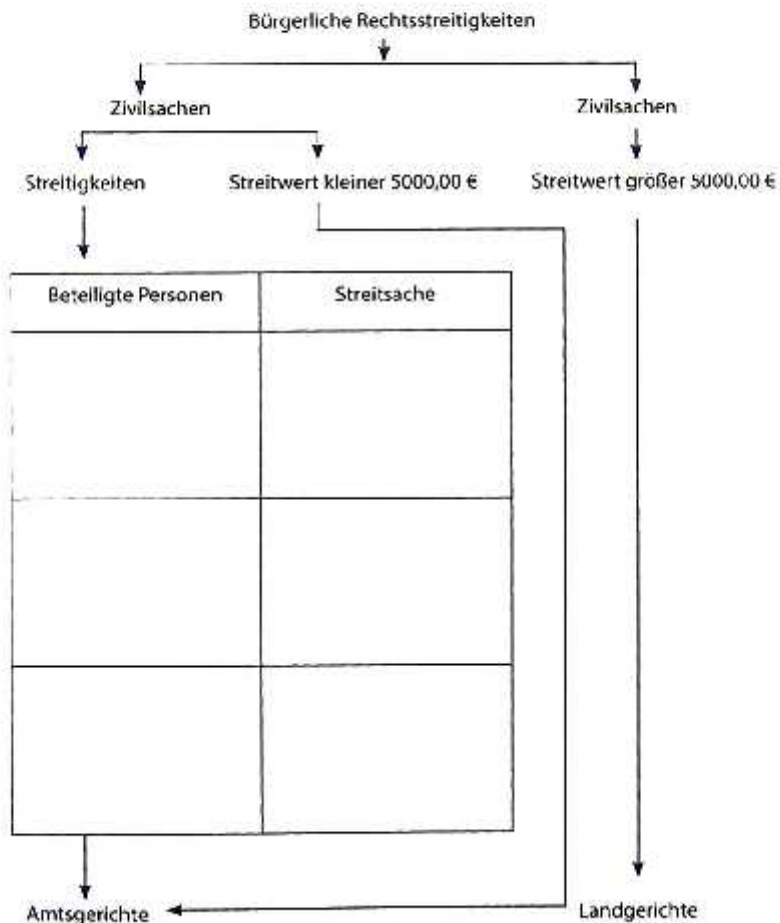 Bürgerliche Rechtsstreitigkeiten
Zivilsachen
Zivilsachen
Streitigkeiten
Streitwert kleiner 5000,00 €
Streitwert größer 5000,00 €
Beteiligte Personen
Streitsache
Amtsgerichte
Landgerichte